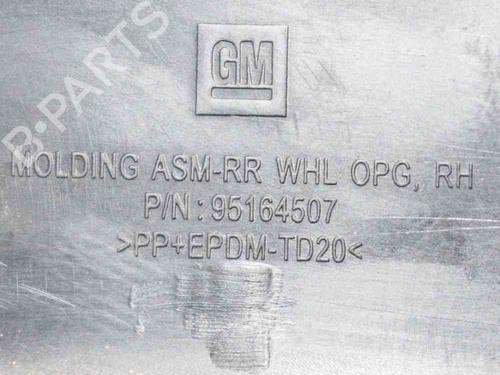 B-PARTS
GM
MOLDING ASM-RR WHL OPG, RH
P/N : 95164507
>PP+EPDM-TD20<